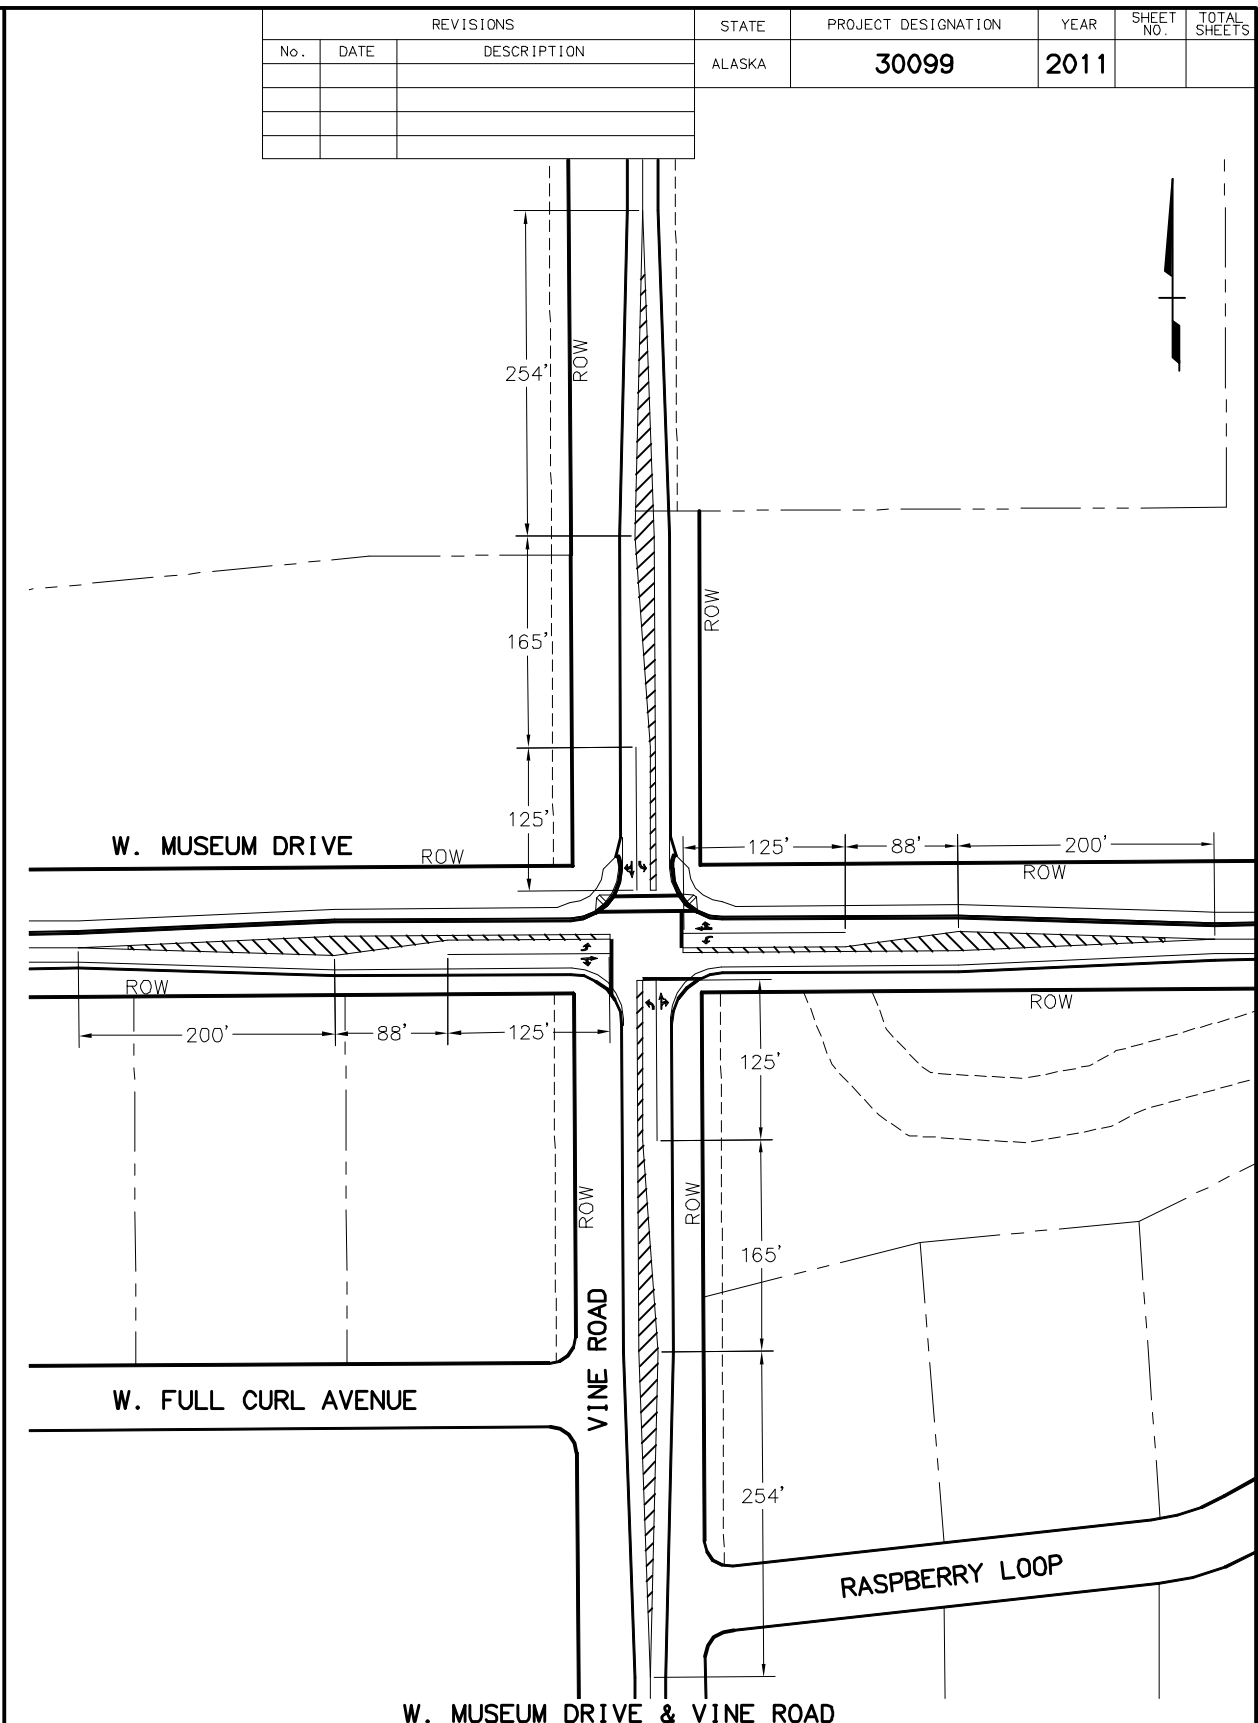 REVISIONS
STATE
PROJECT DESIGNATION
YEAR
SHEET NO.
TOTAL SHEETS
No.
DATE
DESCRIPTION
ALASKA
30099
2011
254'
ROW
165'
ROW
125'
W. MUSEUM DRIVE
ROW
125'
88'
200'
ROW
ROW
ROW
200'
88'
125'
125'
ROW
ROW
165'
VINE ROAD
W. FULL CURL AVENUE
254'
RASPBERRY LOOP
W. MUSEUM DRIVE & VINE ROAD